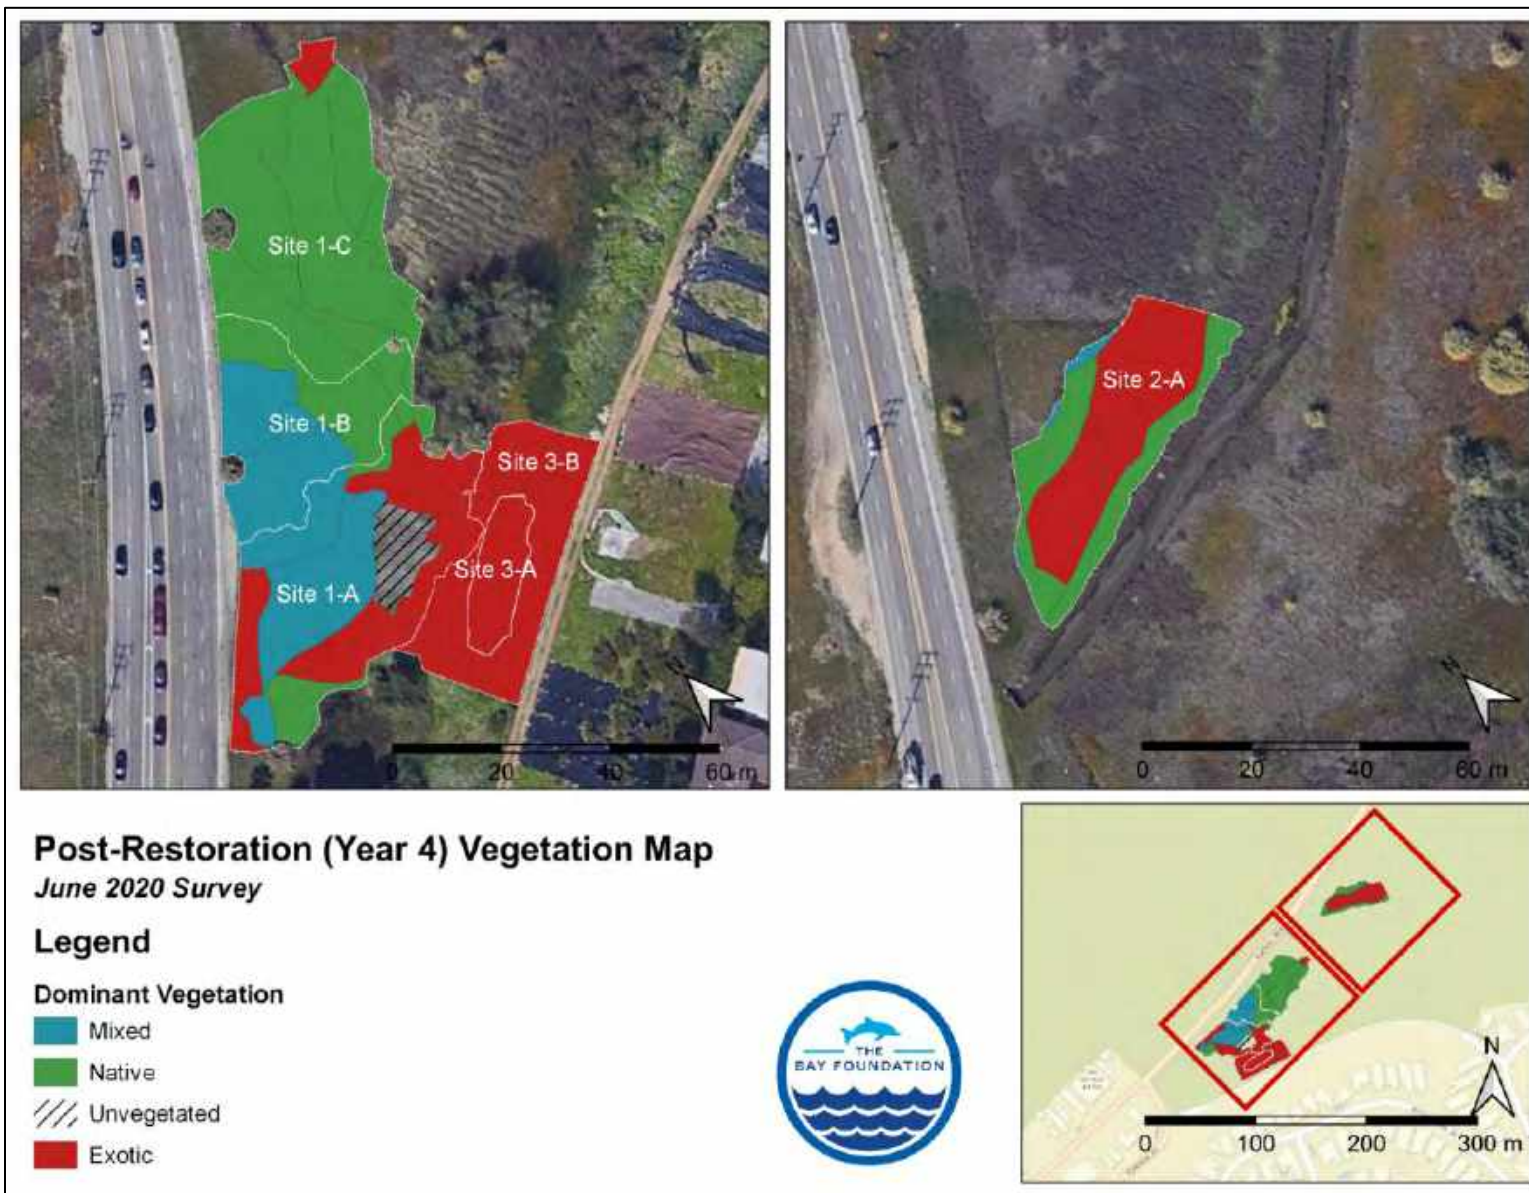 Site 1-C
Site 1-B
Site 3-B
Site 3-A
Site 1-A
N
0 20 40 60 m
Site 2-A
N
0 20 40 60 m
Post-Restoration (Year 4) Vegetation Map
June 2020 Survey
Legend
Dominant Vegetation
Mixed
Native
Unvegetated
Exotic
THE
BAY FOUNDATION
N
0 100 200 300 m